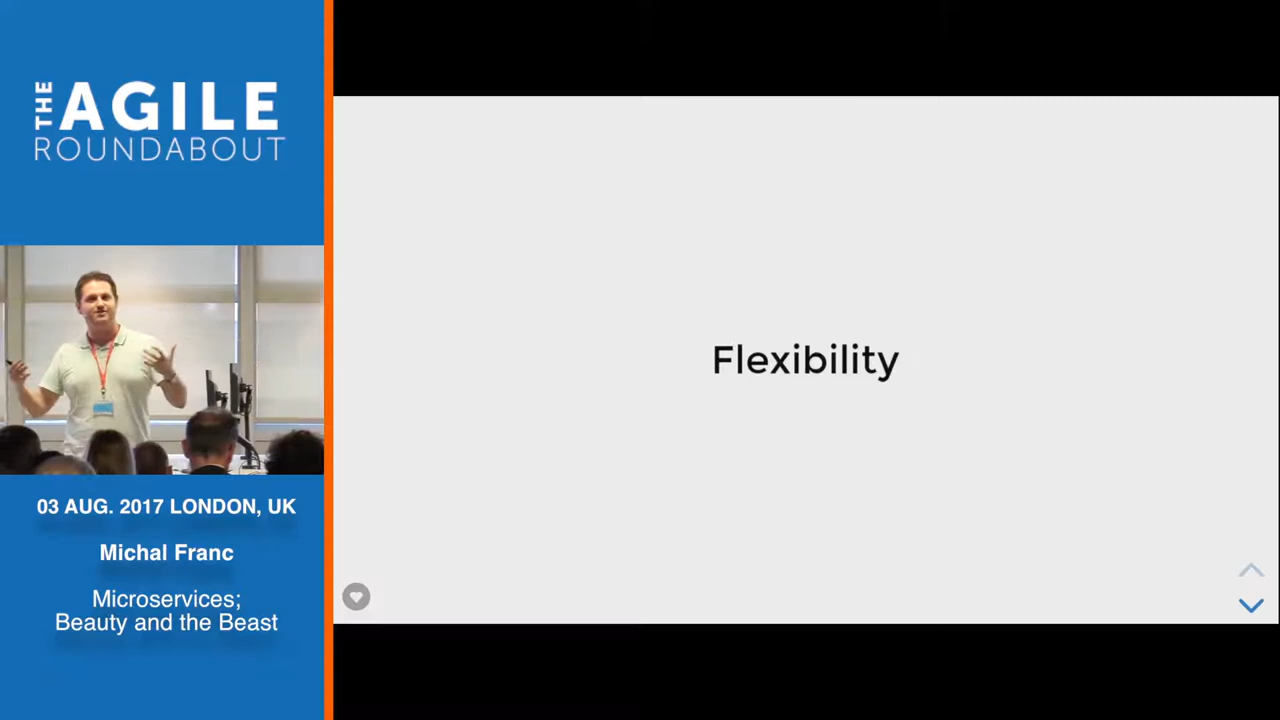 THE AGILE
ROUNDABOUT
03 AUG. 2017 LONDON, UK
Michal Franc
Microservices;
Beauty and the Beast
Flexibility